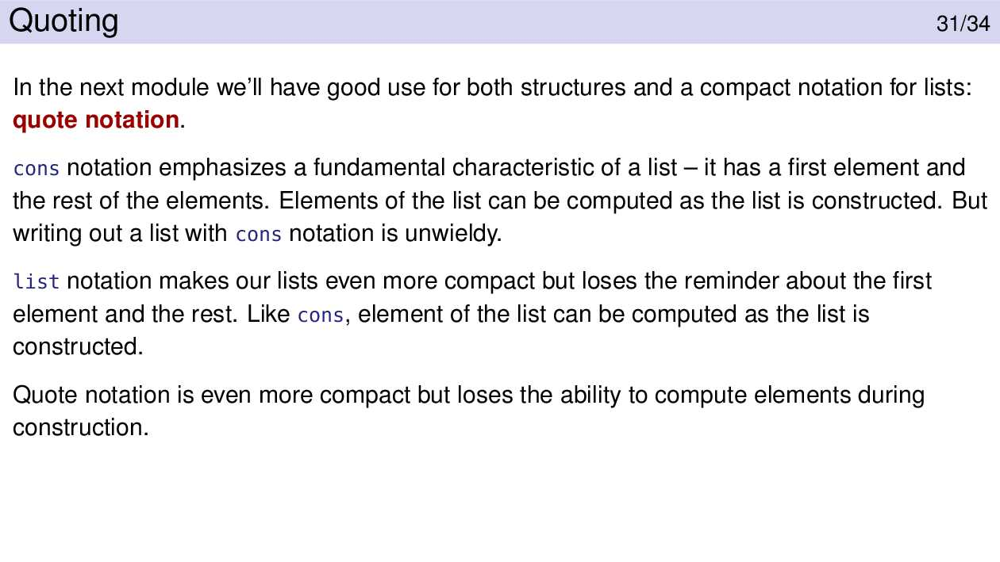 Quoting 31/34
In the next module we’ll have good use for both structures and a compact notation for lists:
quote notation.
cons notation emphasizes a fundamental characteristic of a list – it has a first element and
the rest of the elements. Elements of the list can be computed as the list is constructed. But
writing out a list with cons notation is unwieldy.
list notation makes our lists even more compact but loses the reminder about the first
element and the rest. Like cons, element of the list can be computed as the list is
constructed.
Quote notation is even more compact but loses the ability to compute elements during
construction.